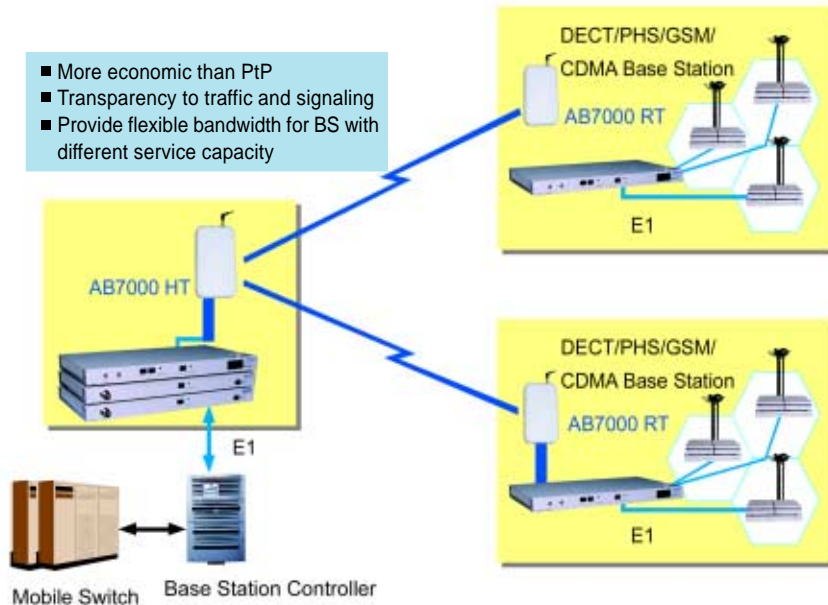 ■ More economic than PtP
■ Transparency to traffic and signaling
■ Provide flexible bandwidth for BS with
different service capacity
DECT/PHS/GSM/
CDMA Base Station
AB7000 RT
E1
AB7000 HT
E1
DECT/PHS/GSM/
CDMA Base Station
AB7000 RT
E1
Mobile Switch
Base Station Controller